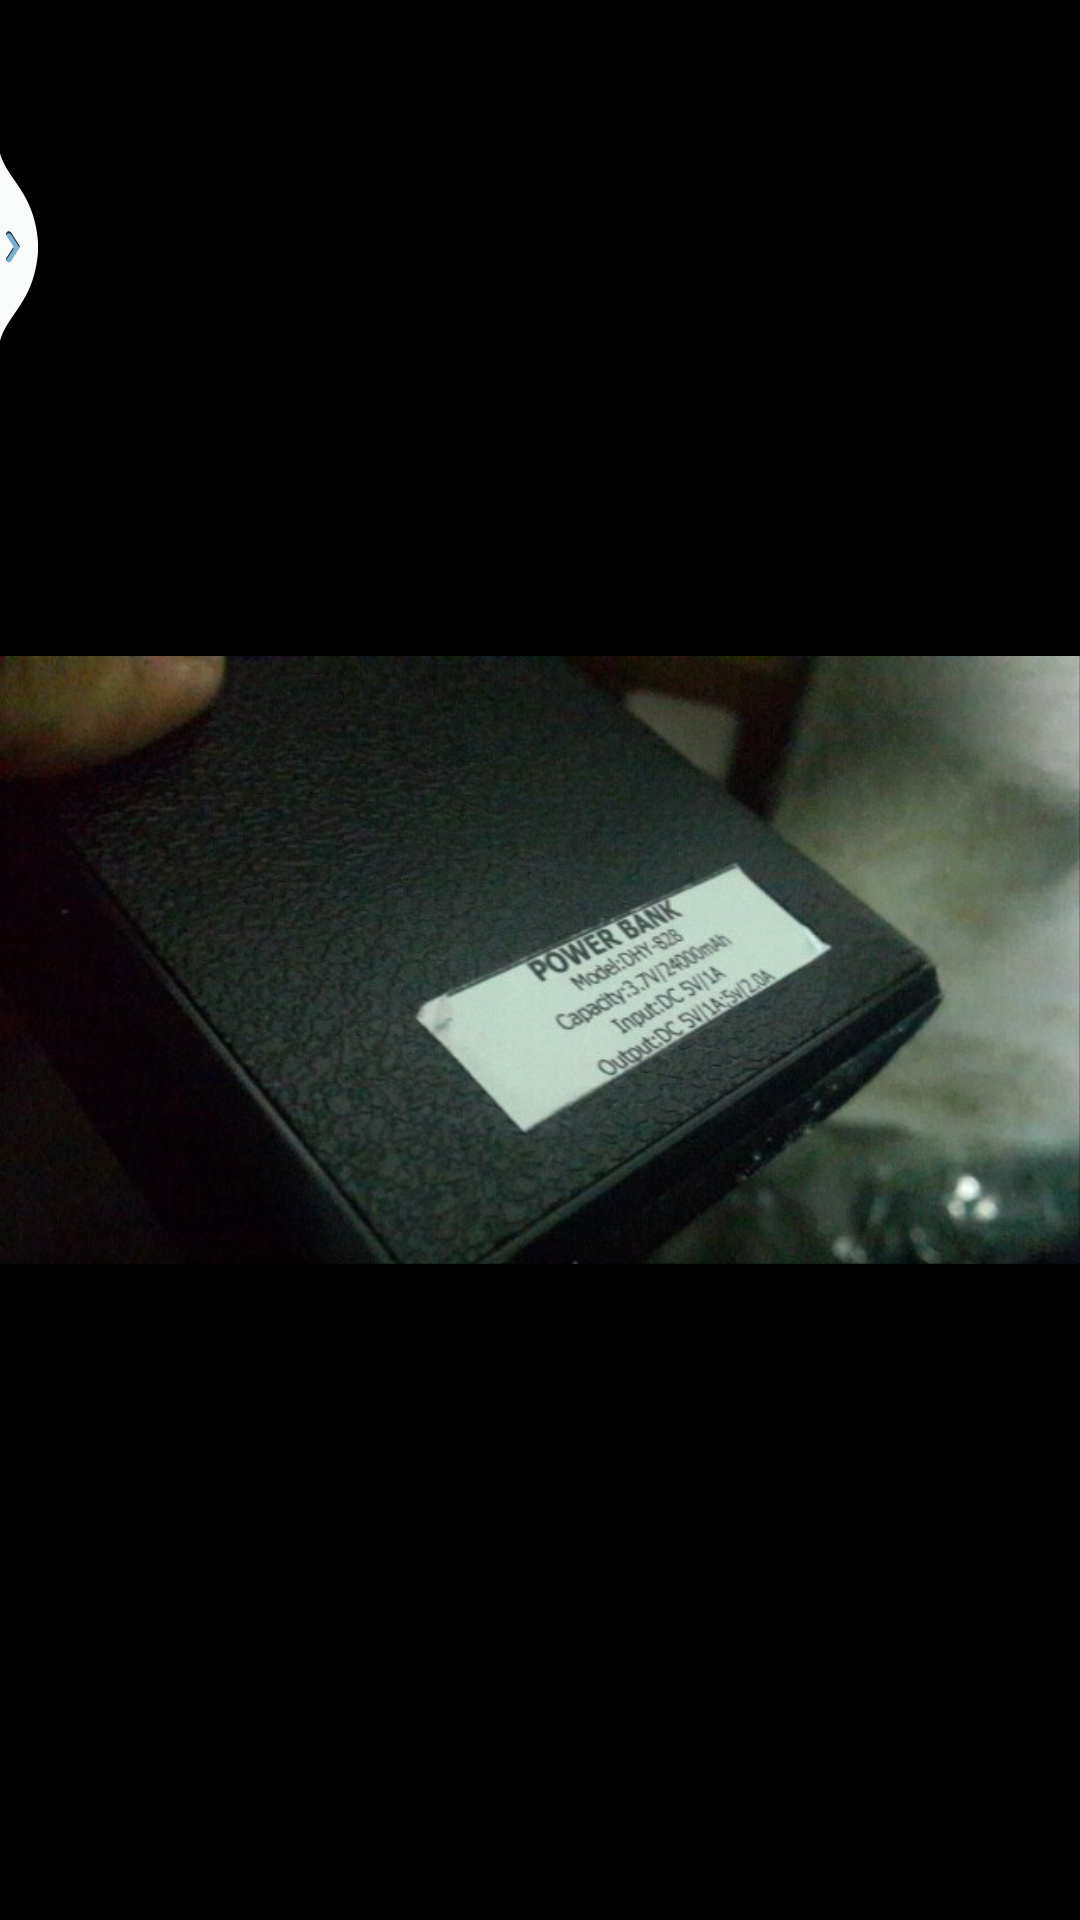 POWER BANK
Model:DHY-828
Capacity:3.7V/24000mAh
Input:DC 5V/1A
Output:DC 5V/1A;5v/2.0A